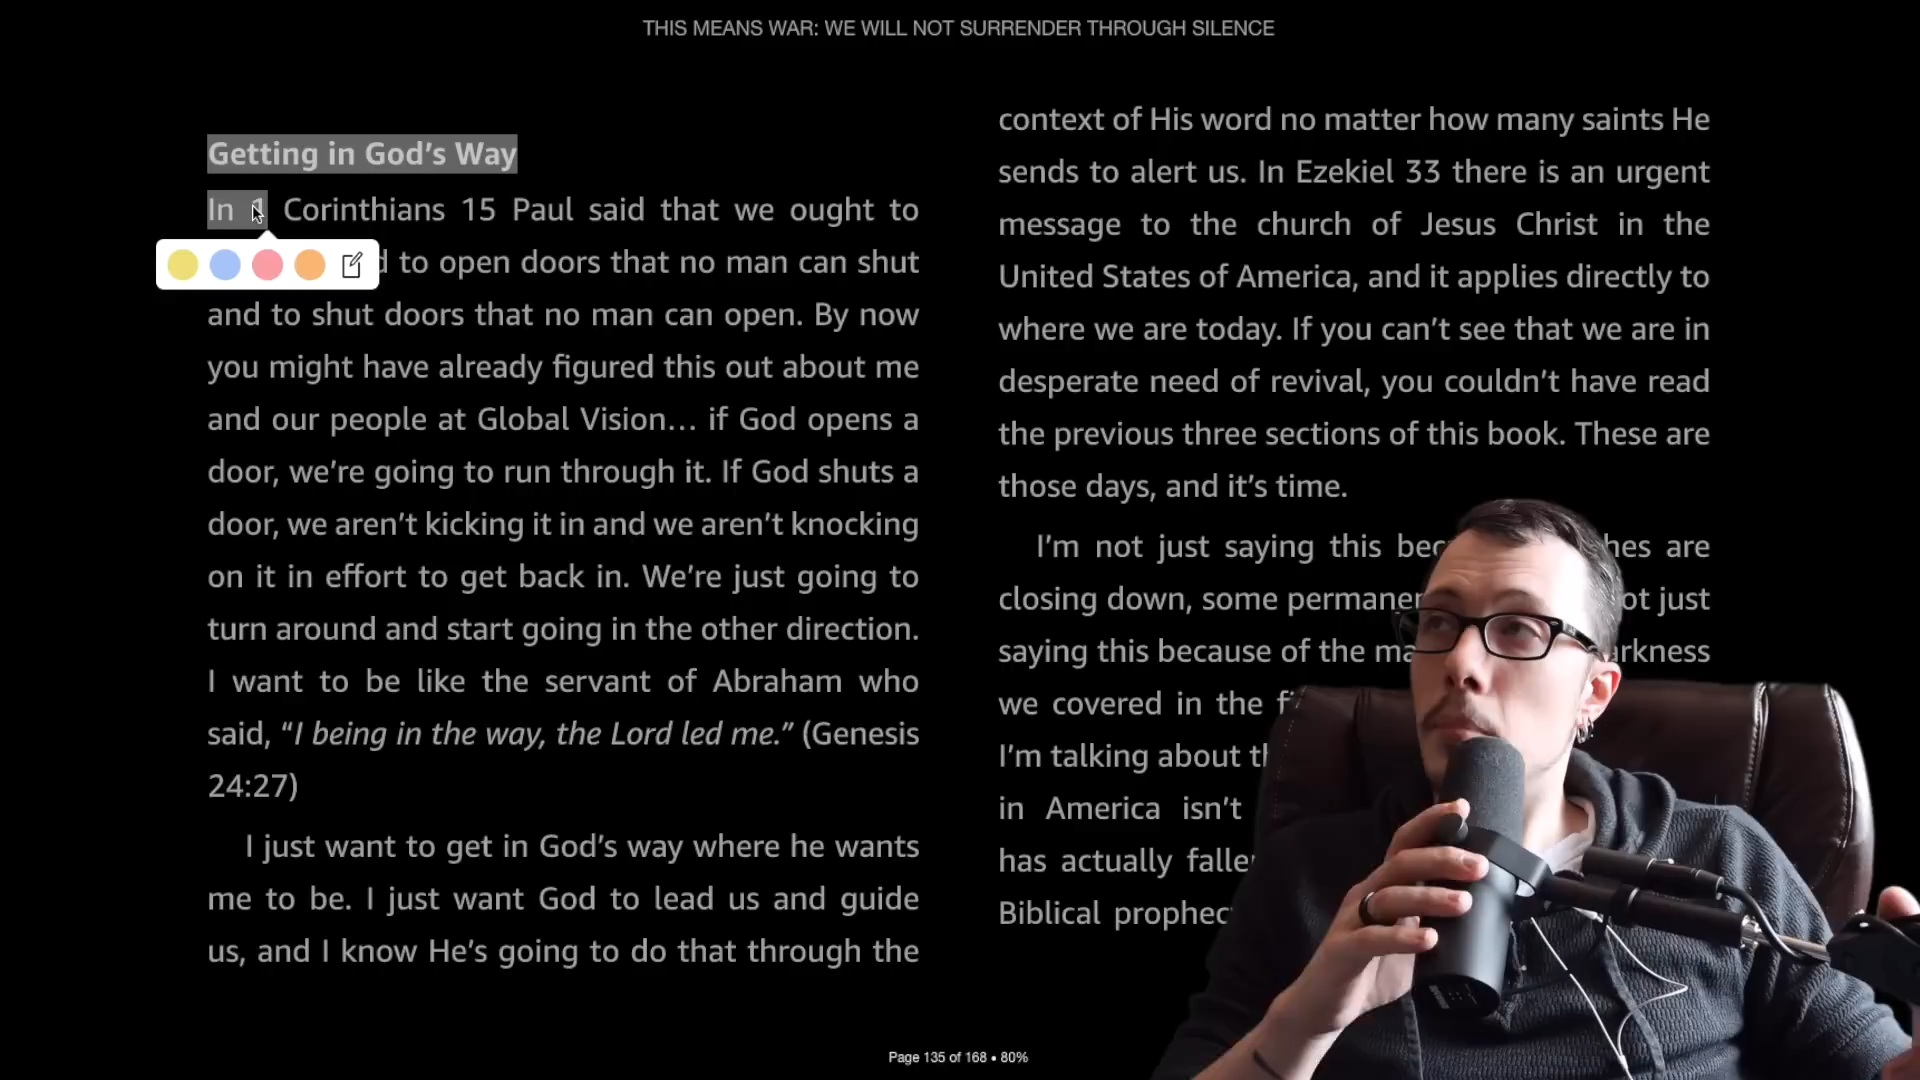 THIS MEANS WAR: WE WILL NOT SURRENDER THROUGH SILENCE
Getting in God’s Way
In 1 Corinthians 15 Paul said that we ought to
to open doors that no man can shut
and to shut doors that no man can open. By now
you might have already figured this out about me
and our people at Global Vision… if God opens a
door, we’re going to run through it. If God shuts a
door, we aren’t kicking it in and we aren’t knocking
on it in effort to get back in. We’re just going to
turn around and start going in the other direction.
I want to be like the servant of Abraham who
said, “I being in the way, the Lord led me.” (Genesis
24:27)
I just want to get in God’s way where he wants
me to be. I just want God to lead us and guide
us, and I know He’s going to do that through the
context of His word no matter how many saints He
sends to alert us. In Ezekiel 33 there is an urgent
message to the church of Jesus Christ in the
United States of America, and it applies directly to
where we are today. If you can’t see that we are in
desperate need of revival, you couldn’t have read
the previous three sections of this book. These are
those days, and it’s time.
I’m not just saying this are
closing down, some just
saying this because of the
we covered in the
I’m talking about
in America isn’t
has actually
Biblical
Page 135 of 168 • 80%